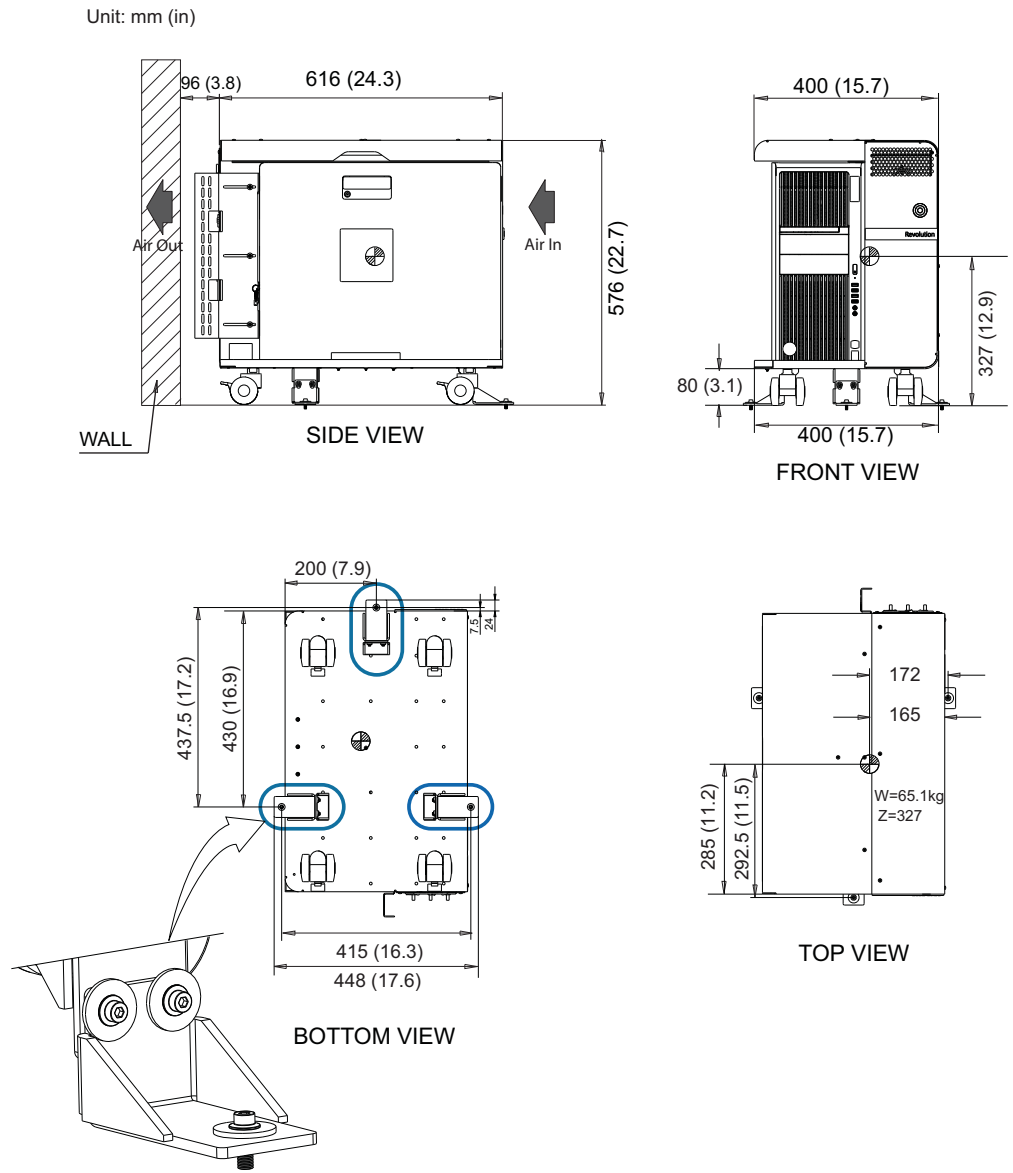 Unit: mm (in)
96 (3.8)
616 (24.3)
400 (15.7)
Air Out
Air In
576 (22.7)
Revolution
327 (12.9)
80 (3.1)
WALL
SIDE VIEW
400 (15.7)
FRONT VIEW
200 (7.9)
7.5
24
437.5 (17.2)
430 (16.9)
172
165
W=65.1kg
Z=327
285 (11.2)
292.5 (11.5)
415 (16.3)
448 (17.6)
TOP VIEW
BOTTOM VIEW